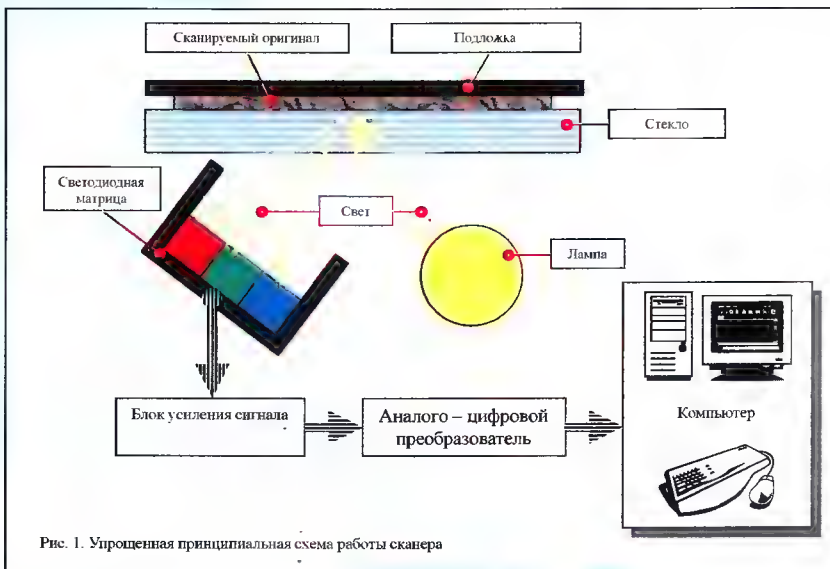 Сканируемый оригинал
Подложка
Стекло
Светодиодная
матрица
Свет
Лампа
Блок усиления сигнала
Аналого – цифровой
преобразователь
Компьютер
Рис. 1. Упрощенная принципиальная схема работы сканера